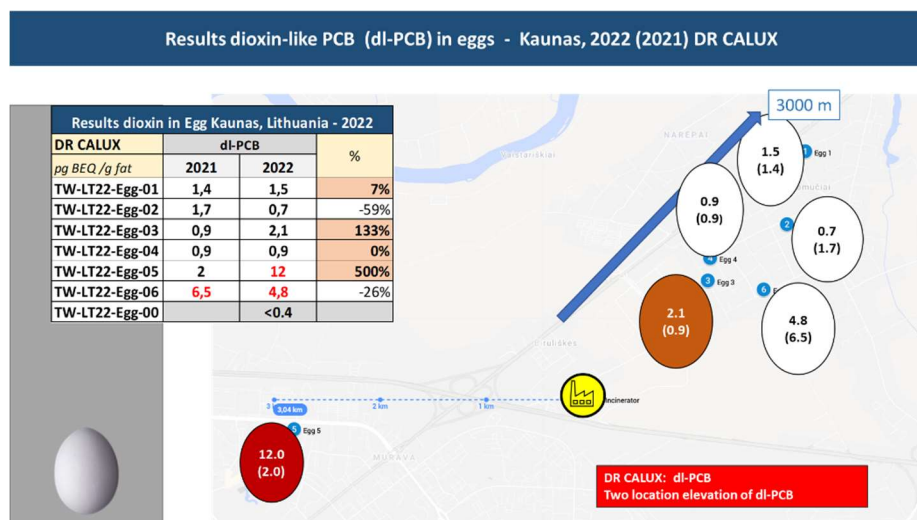 Results dioxin-like PCB (dl-PCB) in eggs - Kaunas, 2022 (2021) DR CALUX
Results dioxin in Egg Kaunas, Lithuania - 2022
DR CALUX dl-PCB %
pg BEQ /g fat 2021 2022
TW-LT22-Egg-01 1,4 1,5 7%
TW-LT22-Egg-02 1,7 0,7 -59%
TW-LT22-Egg-03 0,9 2,1 133%
TW-LT22-Egg-04 0,9 0,9 0%
TW-LT22-Egg-05 2 12 500%
TW-LT22-Egg-06 6,5 4,8 -26%
TW-LT22-Egg-00 <0.4
3000 m
NARĖPAI
Vaistariškiai
1.5
(1.4)
1 Egg 1
0.9
(0.9)
2
0.7
(1.7)
4 Egg 4
3 Egg 3
6
2.1
(0.9)
4.8
(6.5)
Incinerator
3,04 km
2 km
1 km
5 Egg 5
MURAVA
12.0
(2.0)
DR CALUX: dl-PCB
Two location elevation of dl-PCB